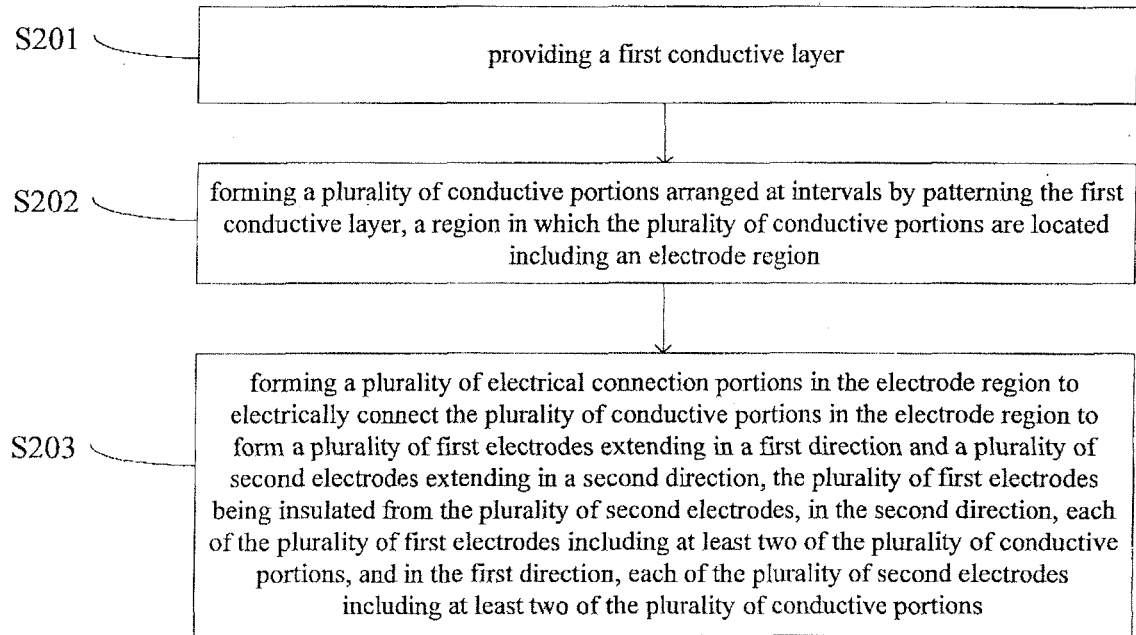 S201
providing a first conductive layer
S202
forming a plurality of conductive portions arranged at intervals by patterning the first
conductive layer, a region in which the plurality of conductive portions are located
including an electrode region
S203
forming a plurality of electrical connection portions in the electrode region to
electrically connect the plurality of conductive portions in the electrode region to
form a plurality of first electrodes extending in a first direction and a plurality of
second electrodes extending in a second direction, the plurality of first electrodes
being insulated from the plurality of second electrodes, in the second direction, each
of the plurality of first electrodes including at least two of the plurality of conductive
portions, and in the first direction, each of the plurality of second electrodes
including at least two of the plurality of conductive portions